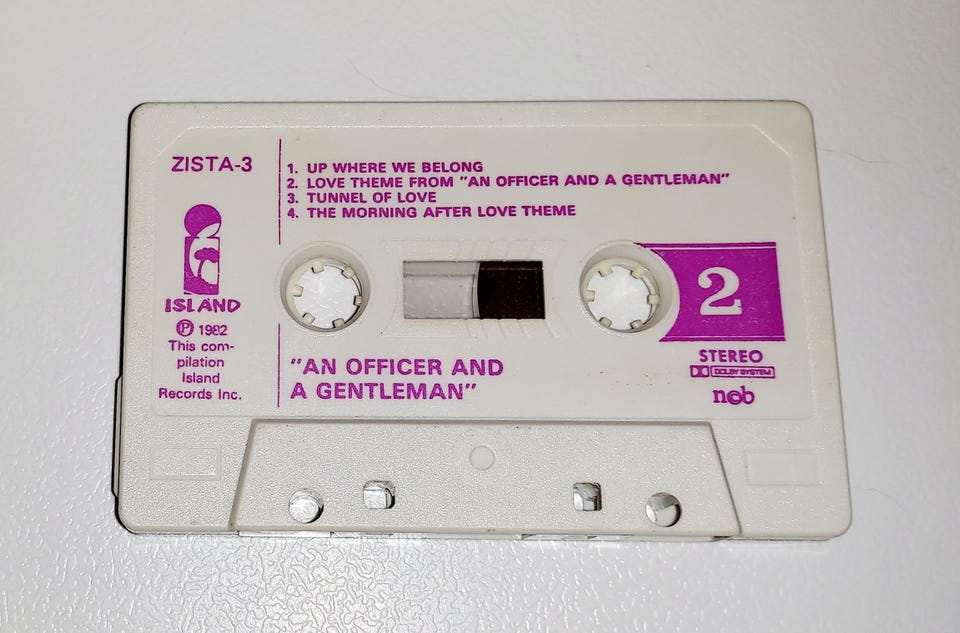 ZISTA-3
1. UP WHERE WE BELONG
2. LOVE THEME FROM "AN OFFICER AND A GENTLEMAN"
3. TUNNEL OF LOVE
4. THE MORNING AFTER LOVE THEME
ISLAND
Ⓟ 1982
This com-
pilation
Island
Records Inc.
"AN OFFICER AND
A GENTLEMAN"
2
STEREO
DOLBY SYSTEM
ncb